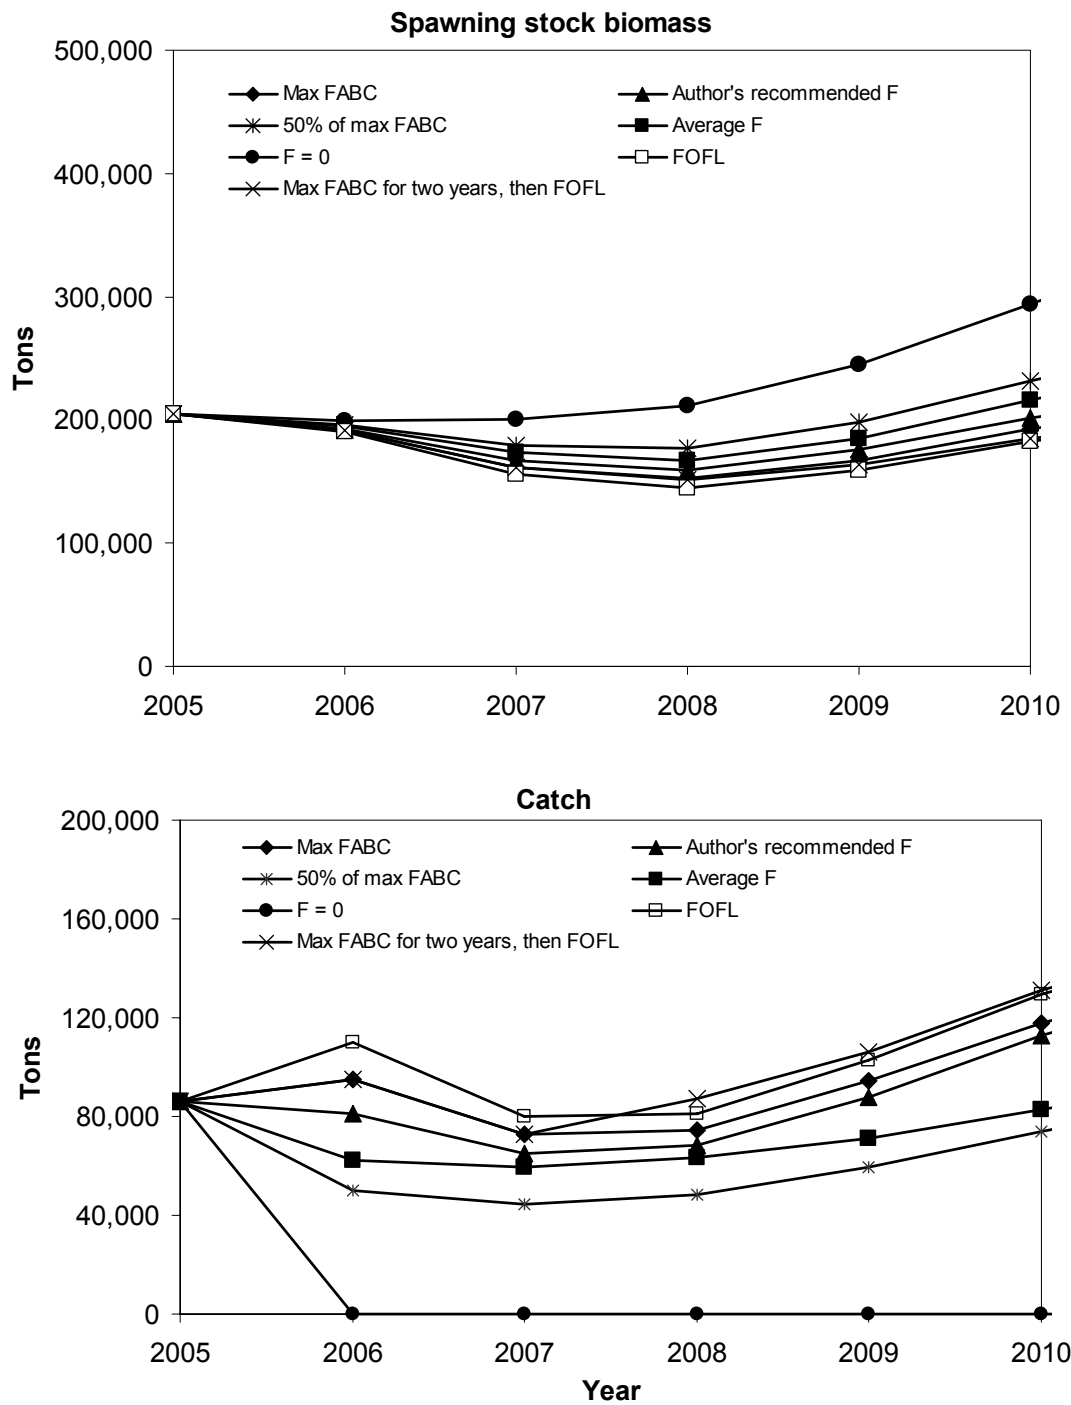 Spawning stock biomass
500,000
Max FABC Author's recommended F
50% of max FABC Average F
F = 0 FOFL
Max FABC for two years, then FOFL
400,000
300,000
200,000
100,000
0
Tons
2005 2006 2007 2008 2009 2010
Catch
200,000
Max FABC Author's recommended F
50% of max FABC Average F
F = 0 FOFL
Max FABC for two years, then FOFL
160,000
120,000
80,000
40,000
0
Tons
2005 2006 2007 2008 2009 2010
Year